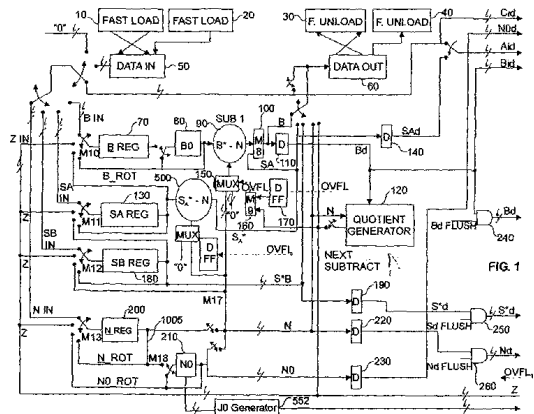 10 FAST LOAD FAST LOAD 20 30 F. UNLOAD F. UNLOAD 40
"0"
DATA IN 50
DATA OUT 60
N0d
Aid
Bid
B IN
70
80
90 SUB 1
100
B
Z IN
M10
B REG
B0
B* - N
D
110
Bd
SAd
D
140
B_ROT
500
150
SA
SA IN
130
MUX
OVFL
D FF
OVFL
120
Z
M11
SA REG
"0"
160
170
N
QUOTIENT GENERATOR
Bd FLUSH
Bd
240
SB IN
180
MUX
D FF
OVFL
NEXT SUBTRACT
FIG. 1
Z
M12
SB REG
"0"
M17
S*B
190
D
S*d
N IN
200
1005
220
Sd FLUSH
250
Z
M13
N REG
N
D
Nd
N_ROT
M18
210
230
Nd FLUSH
260
OVFL
N0
N0
D
N0_ROT
Z
J0 Generator
552